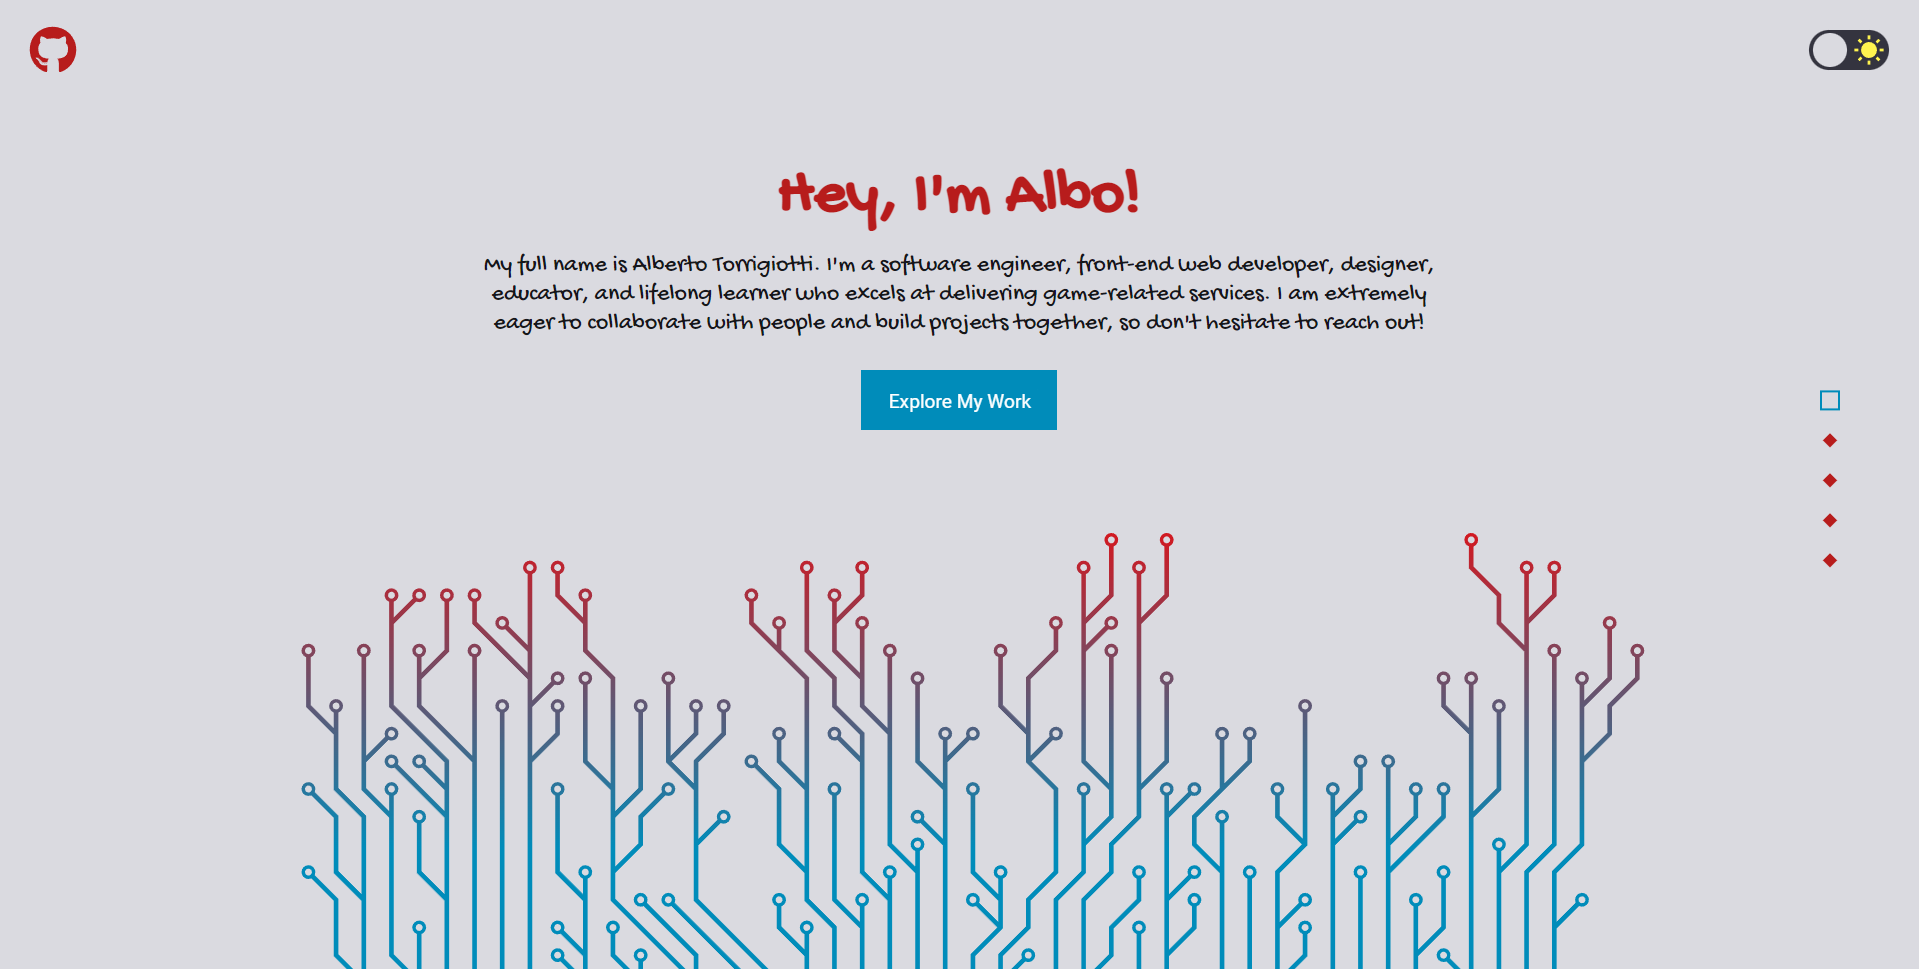 Hey, I'm Albo!
My full name is Alberto Torrigiotti. I'm a software engineer, front-end web developer, designer,
educator, and lifelong learner who excels at delivering game-related services. I am extremely
eager to collaborate with people and build projects together, so don't hesitate to reach out!
Explore My Work